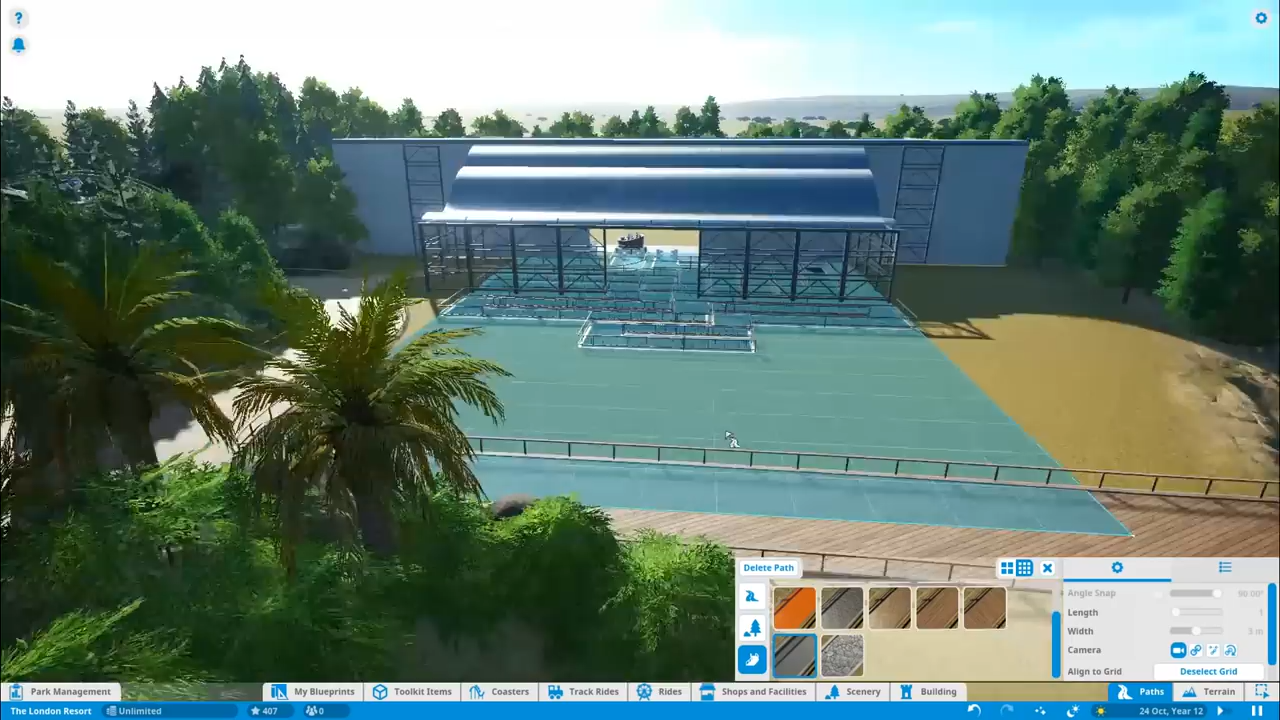 ?
Delete Path
Angle Snap 90.00°
Length 1
Width 3 m
Camera
Align to Grid Deselect Grid
Park Management My Blueprints Toolkit Items Coasters Track Rides Rides Shops and Facilities Scenery Building Paths Terrain
The London Resort Unlimited 407 0 24 Oct, Year 12